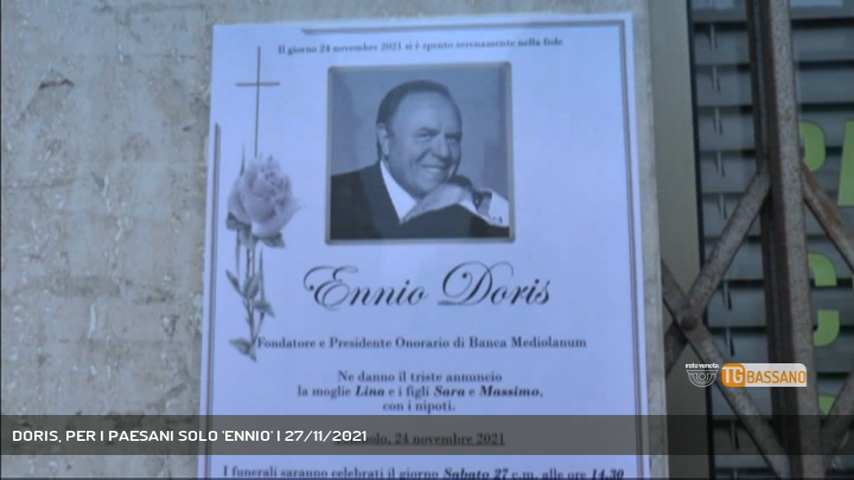 Il giorno 24 novembre 2021 si è spento serenamente nella fede
Ennio Doris
Fondatore e Presidente Onorario di Banca Mediolanum
Ne danno il triste annuncio
la moglie Lina e i figli Sara e Massimo,
con i nipoti.
24 novembre 2021
I funerali saranno celebrati il giorno Sabato 27 c.m. alle ore 14.30
rete veneta
TG BASSANO
DORIS, PER I PAESANI SOLO 'ENNIO' | 27/11/2021